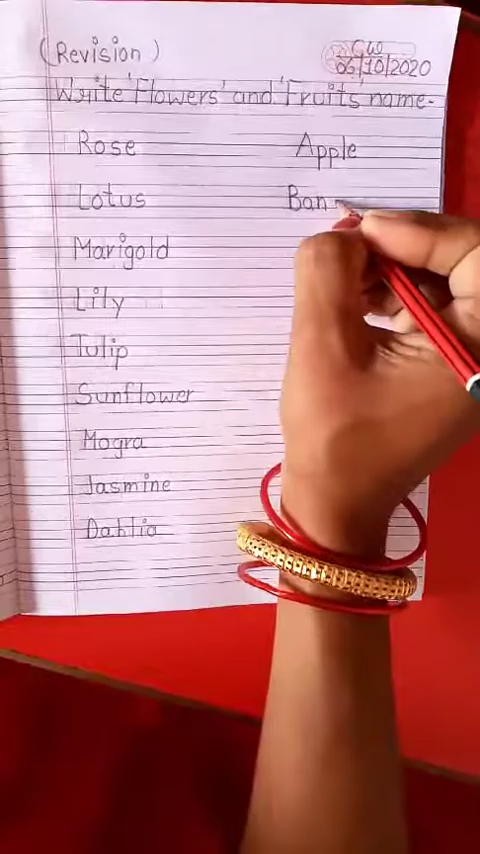 (Revision)
CW
06/10/2020
Write 'Flowers' and 'Fruits' name-
Rose Apple
Lotus Ban
Marigold
Lily
Tulip
Sunflower
Mogra
Jasmine
Dahlia